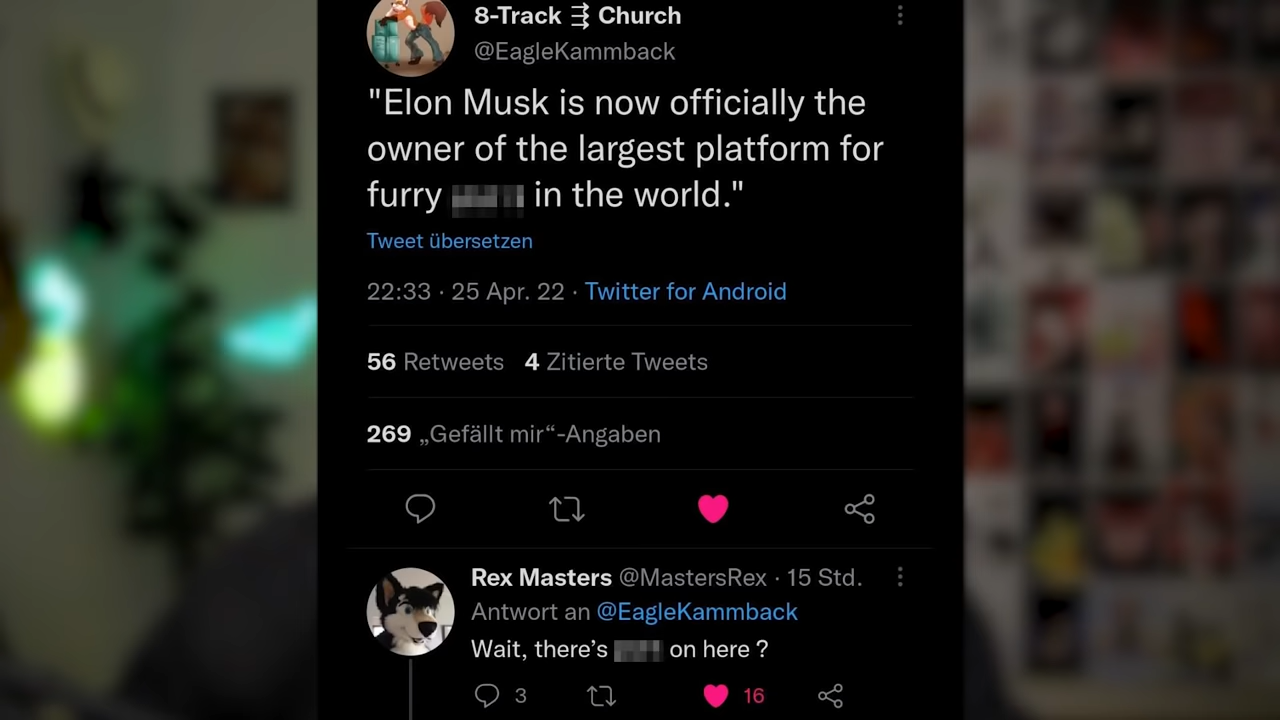 8-Track ⇶ Church
@EagleKammback
"Elon Musk is now officially the
owner of the largest platform for
furry in the world."
Tweet übersetzen
22:33 · 25 Apr. 22 · Twitter for Android
56 Retweets 4 Zitierte Tweets
269 „Gefällt mir“-Angaben
Rex Masters @MastersRex · 15 Std.
Antwort an @EagleKammback
Wait, there’s on here ?
3 16